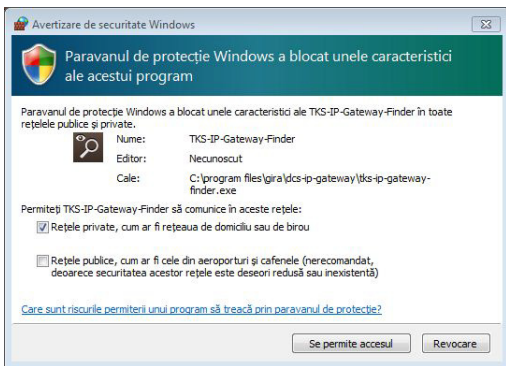 Avertizare de securitate Windows
Paravanul de protecție Windows a blocat unele caracteristici
ale acestui program
Paravanul de protecție Windows a blocat unele caracteristici ale TKS-IP-Gateway-Finder în toate
rețelele publice și private.
Nume: TKS-IP-Gateway-Finder
Editor: Necunoscut
Cale: C:\program files\gira\dcs-ip-gateway\tks-ip-gateway-
finder.exe
Permiteți TKS-IP-Gateway-Finder să comunice în aceste rețele:
Rețele private, cum ar fi rețeaua de domiciliu sau de birou
Rețele publice, cum ar fi cele din aeroporturi și cafenele (nerecomandat,
deoarece securitatea acestor rețele este deseori redusă sau inexistentă)
Care sunt riscurile permiterii unui program să treacă prin paravanul de protecție?
Se permite accesul Revocare